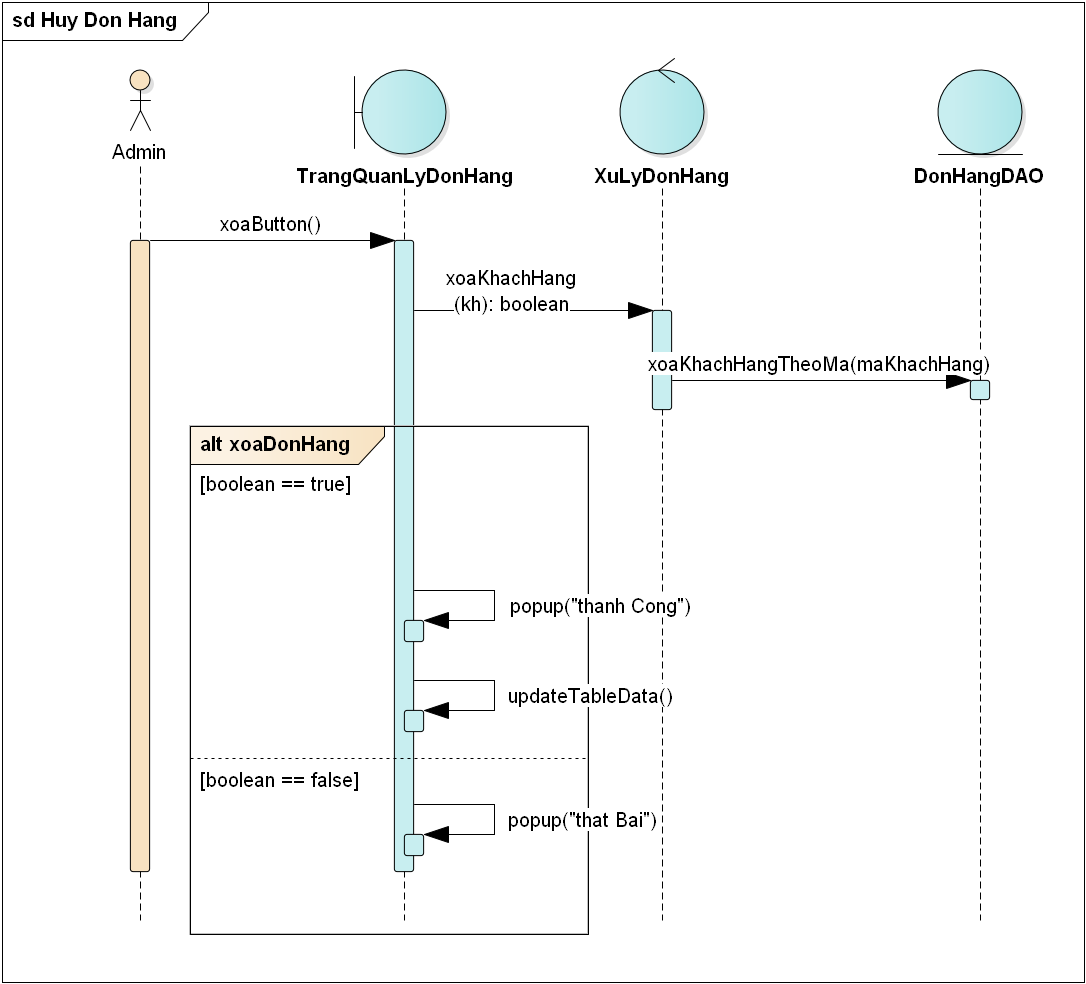 sd Huy Don Hang
Admin
TrangQuanLyDonHang
XuLyDonHang
DonHangDAO
xoaButton()
xoaKhachHang
(kh): boolean
xoaKhachHangTheoMa(maKhachHang)
alt xoaDonHang
[boolean == true]
popup("thanh Cong")
updateTableData()
[boolean == false]
popup("that Bai")